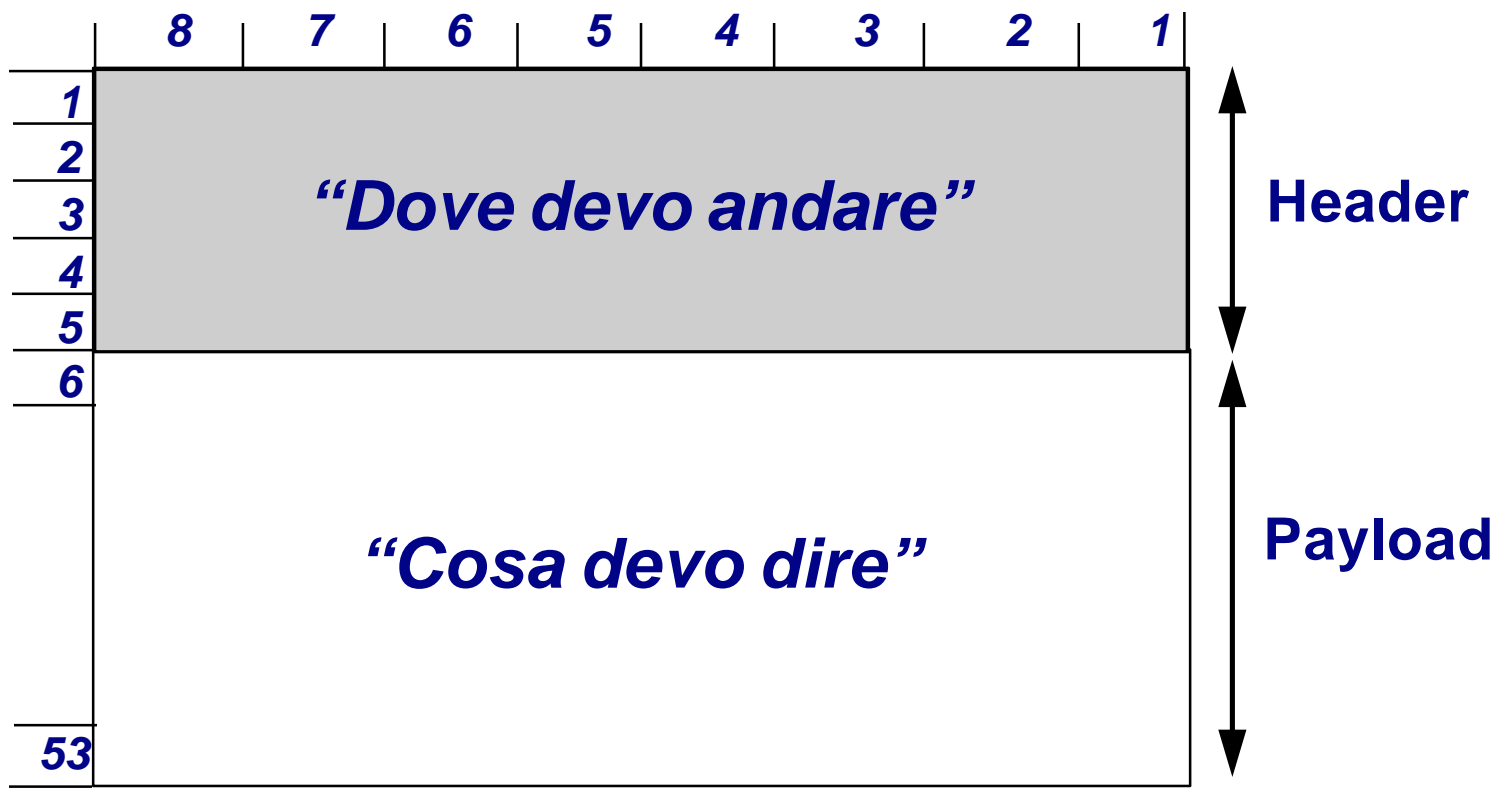 8 7 6 5 4 3 2 1
1
2
3
4
5
6
53
“Dove devo andare”
Header
“Cosa devo dire”
Payload